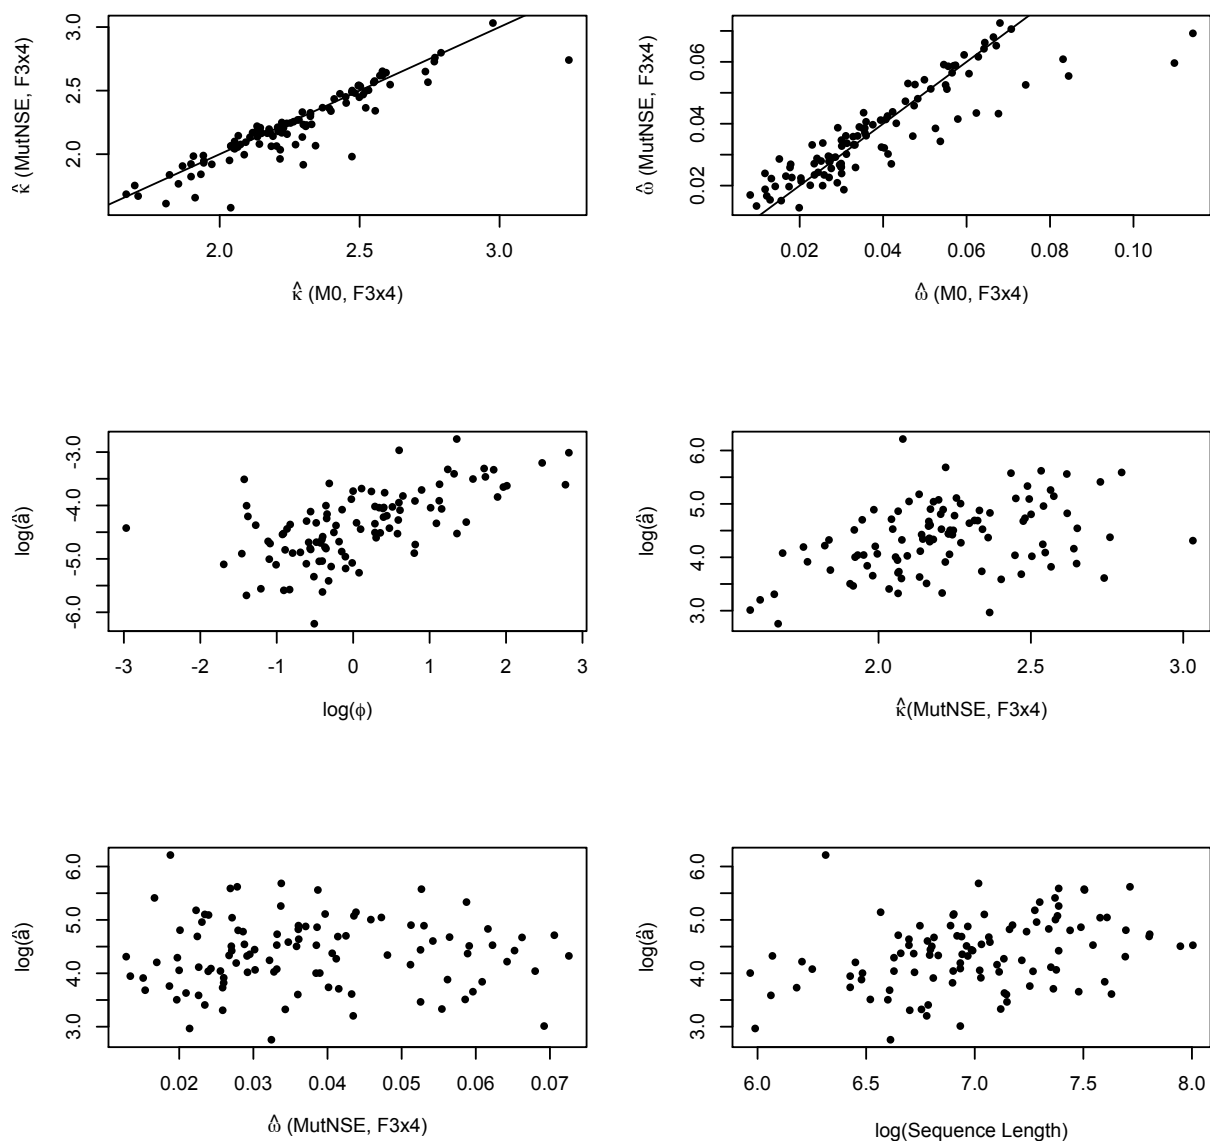 3.0
2.5
2.0
κ̂ (MutNSE, F3x4)
2.0 2.5 3.0
κ̂ (M0, F3x4)
0.06
0.04
0.02
ω̂ (MutNSE, F3x4)
0.02 0.04 0.06 0.08 0.10
ω̂ (M0, F3x4)
-3.0
-4.0
-5.0
-6.0
log(â)
-3 -2 -1 0 1 2 3
log(ϕ)
6.0
5.0
4.0
3.0
log(â)
2.0 2.5 3.0
κ̂(MutNSE, F3x4)
6.0
5.0
4.0
3.0
log(â)
0.02 0.03 0.04 0.05 0.06 0.07
ω̂ (MutNSE, F3x4)
6.0
5.0
4.0
3.0
log(â)
6.0 6.5 7.0 7.5 8.0
log(Sequence Length)